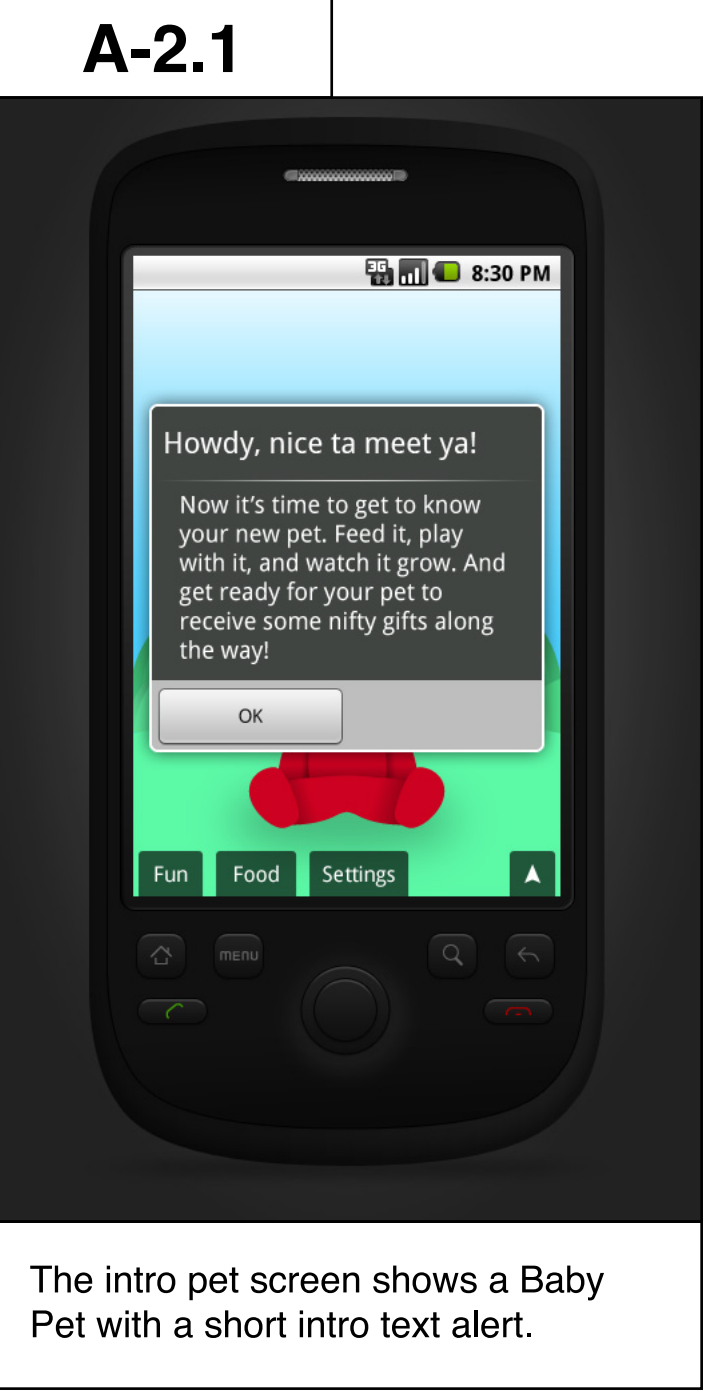 A-2.1
3G 8:30 PM
Howdy, nice ta meet ya!
Now it’s time to get to know
your new pet. Feed it, play
with it, and watch it grow. And
get ready for your pet to
receive some nifty gifts along
the way!
OK
Fun Food Settings
MENU
The intro pet screen shows a Baby
Pet with a short intro text alert.